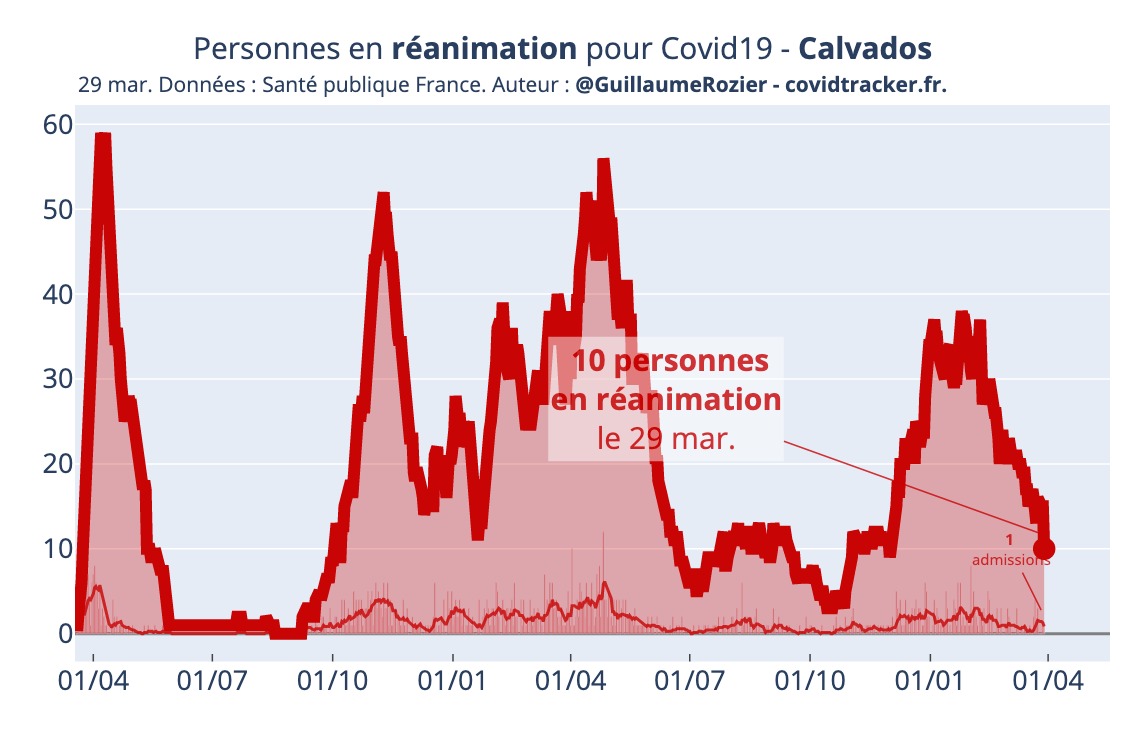 Personnes en réanimation pour Covid19 - Calvados
29 mar. Données : Santé publique France. Auteur : @GuillaumeRozier - covidtracker.fr.
60
50
40
30
20
10
0
10 personnes
en réanimation
le 29 mar.
1
admissions
01/04 01/07 01/10 01/01 01/04 01/07 01/10 01/01 01/04